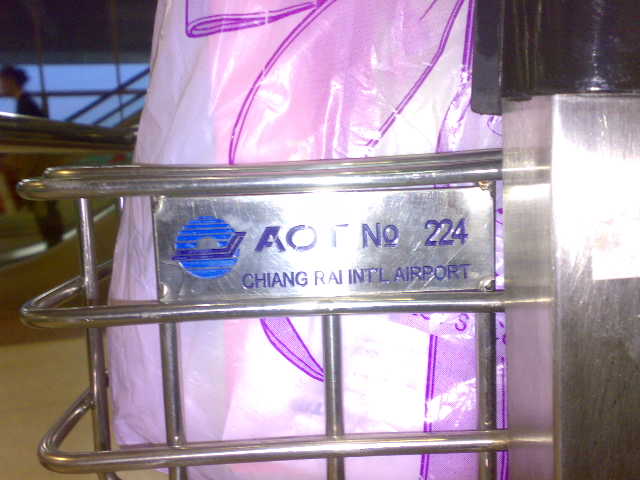 AOT No 224
CHIANG RAI INT'L AIRPORT